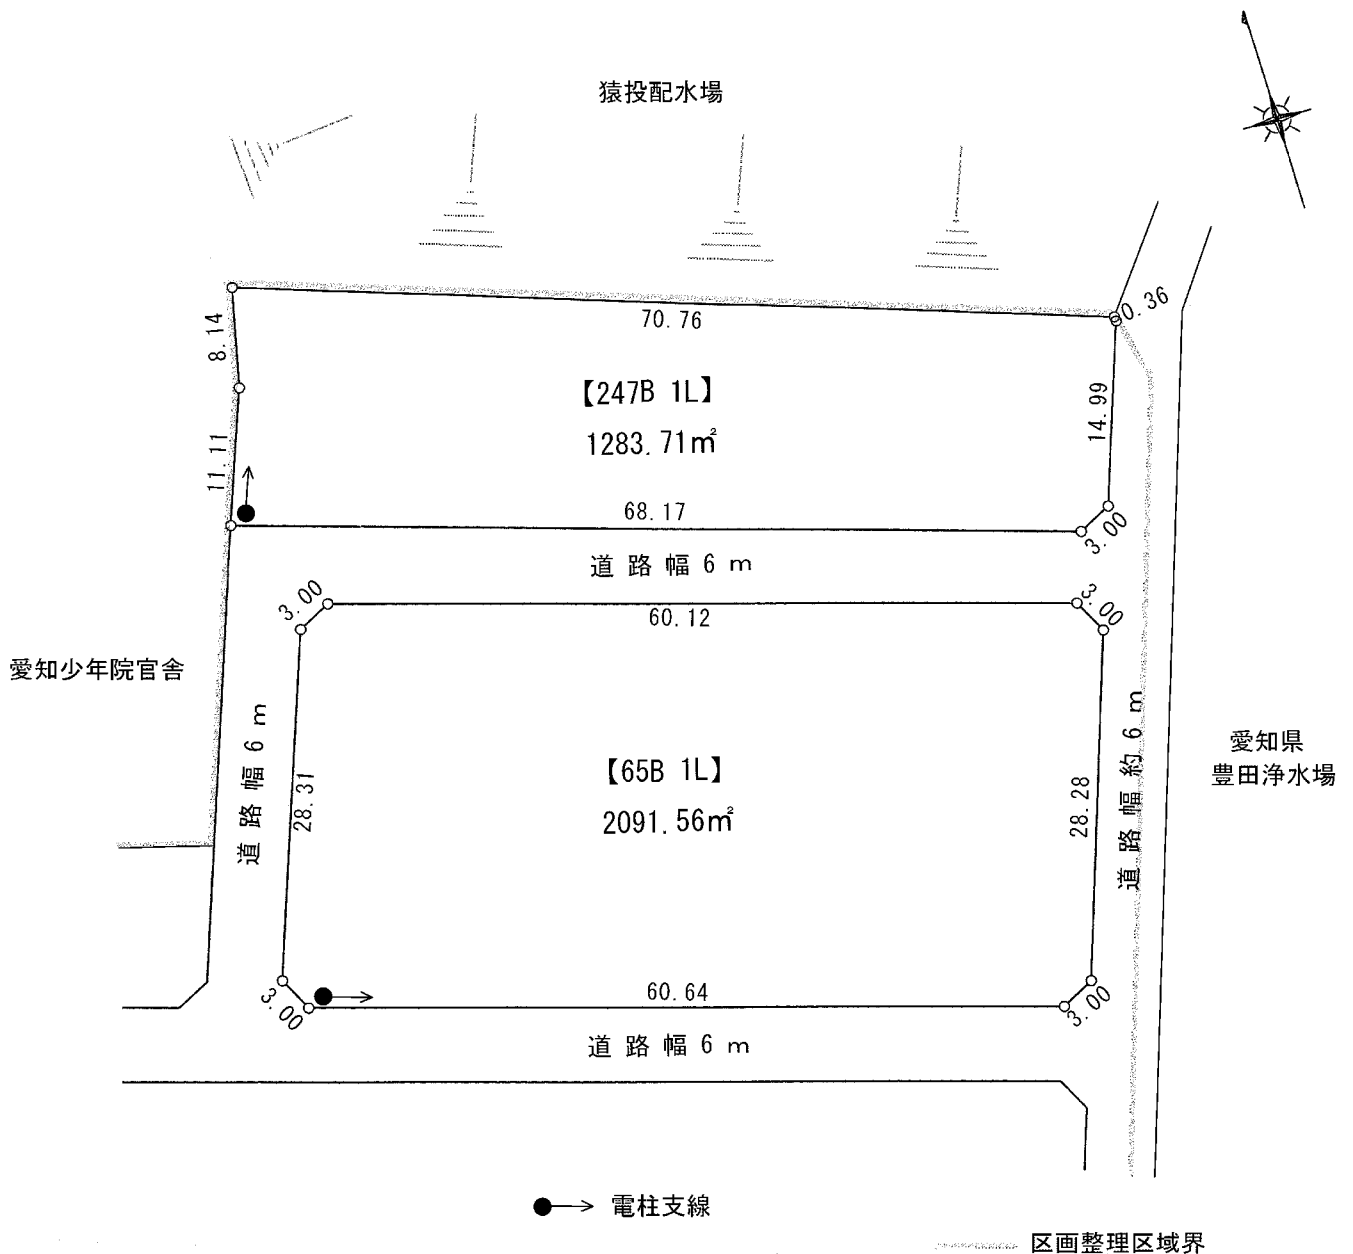 猿投配水場
0.36
70.76
8.14
【247B 1L】
1283.71㎡
14.99
11.11
68.17
3.00
道路幅6m
3.00
60.12
3.00
愛知少年院官舎
道路幅6m
28.31
【65B 1L】
2091.56㎡
28.28
道路幅約6m
愛知県
豊田浄水場
3.00
60.64
3.00
道路幅6m
電柱支線
区画整理区域界